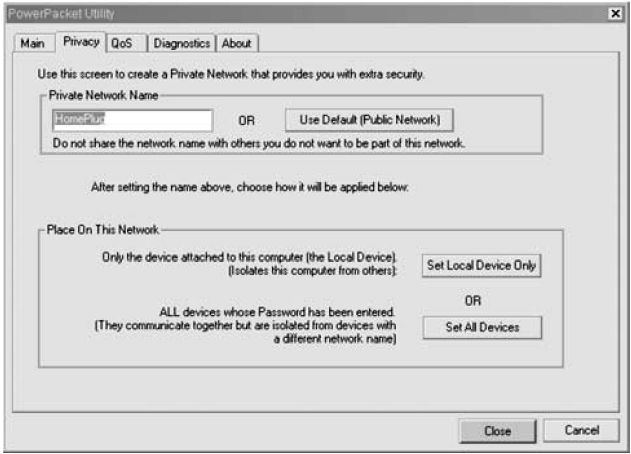 PowerPacket Utility
Main Privacy QoS Diagnostics About
Use this screen to create a Private Network that provides you with extra security.
Private Network Name
HomePlug OR Use Default (Public Network)
Do not share the network name with others you do not want to be part of this network.
After setting the name above, choose how it will be applied below:
Place On This Network
Only the device attached to this computer (the Local Device).
(Isolates this computer from others): Set Local Device Only
OR
ALL devices whose Password has been entered.
(They communicate together but are isolated from devices with
a different network name) Set All Devices
Close Cancel